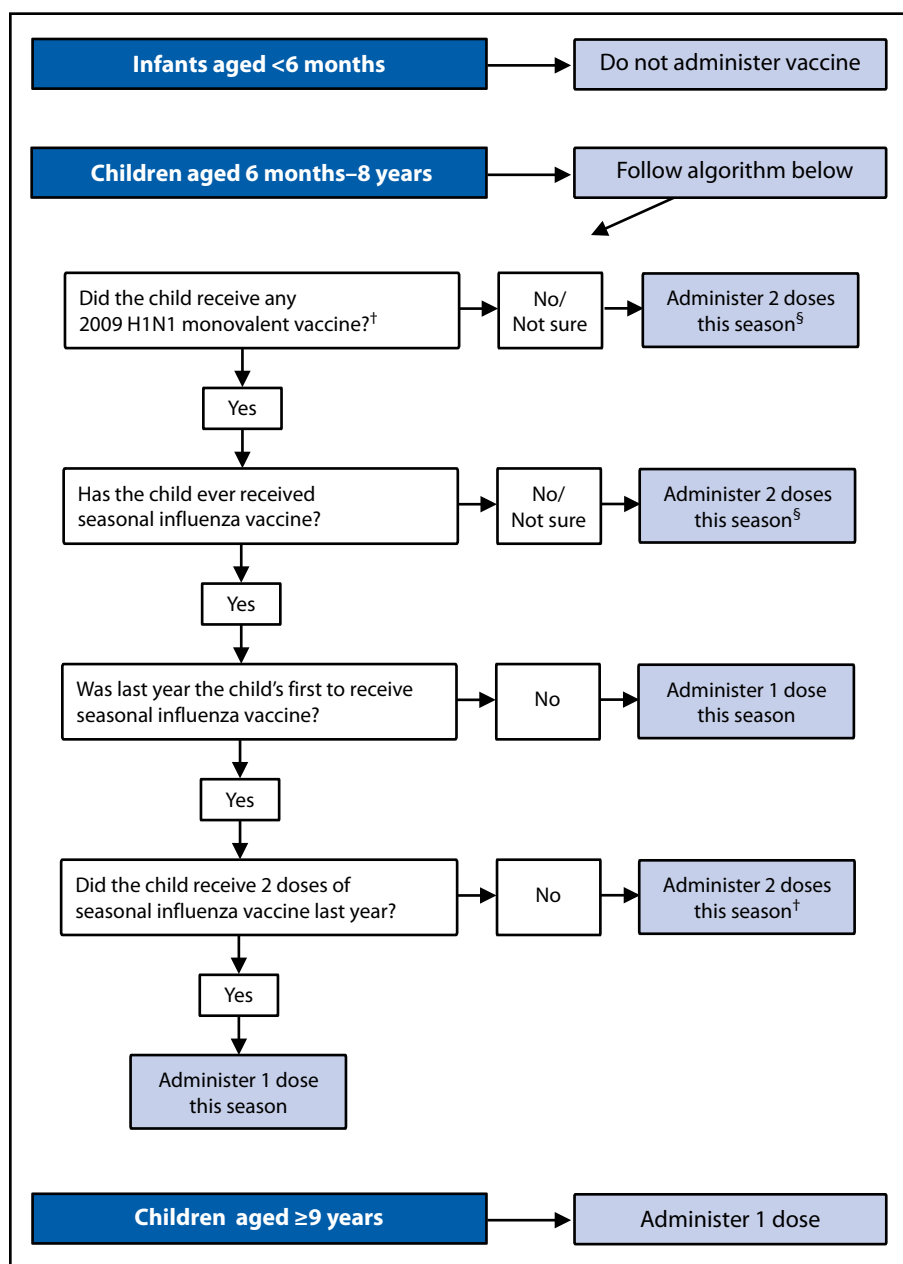 Infants aged <6 months
Do not administer vaccine
Children aged 6 months–8 years
Follow algorithm below
Did the child receive any
2009 H1N1 monovalent vaccine?†
No/
Not sure
Administer 2 doses
this season§
Yes
Has the child ever received
seasonal influenza vaccine?
No/
Not sure
Administer 2 doses
this season§
Yes
Was last year the child’s first to receive
seasonal influenza vaccine?
No
Administer 1 dose
this season
Yes
Did the child receive 2 doses of
seasonal influenza vaccine last year?
No
Administer 2 doses
this season†
Yes
Administer 1 dose
this season
Children aged ≥9 years
Administer 1 dose